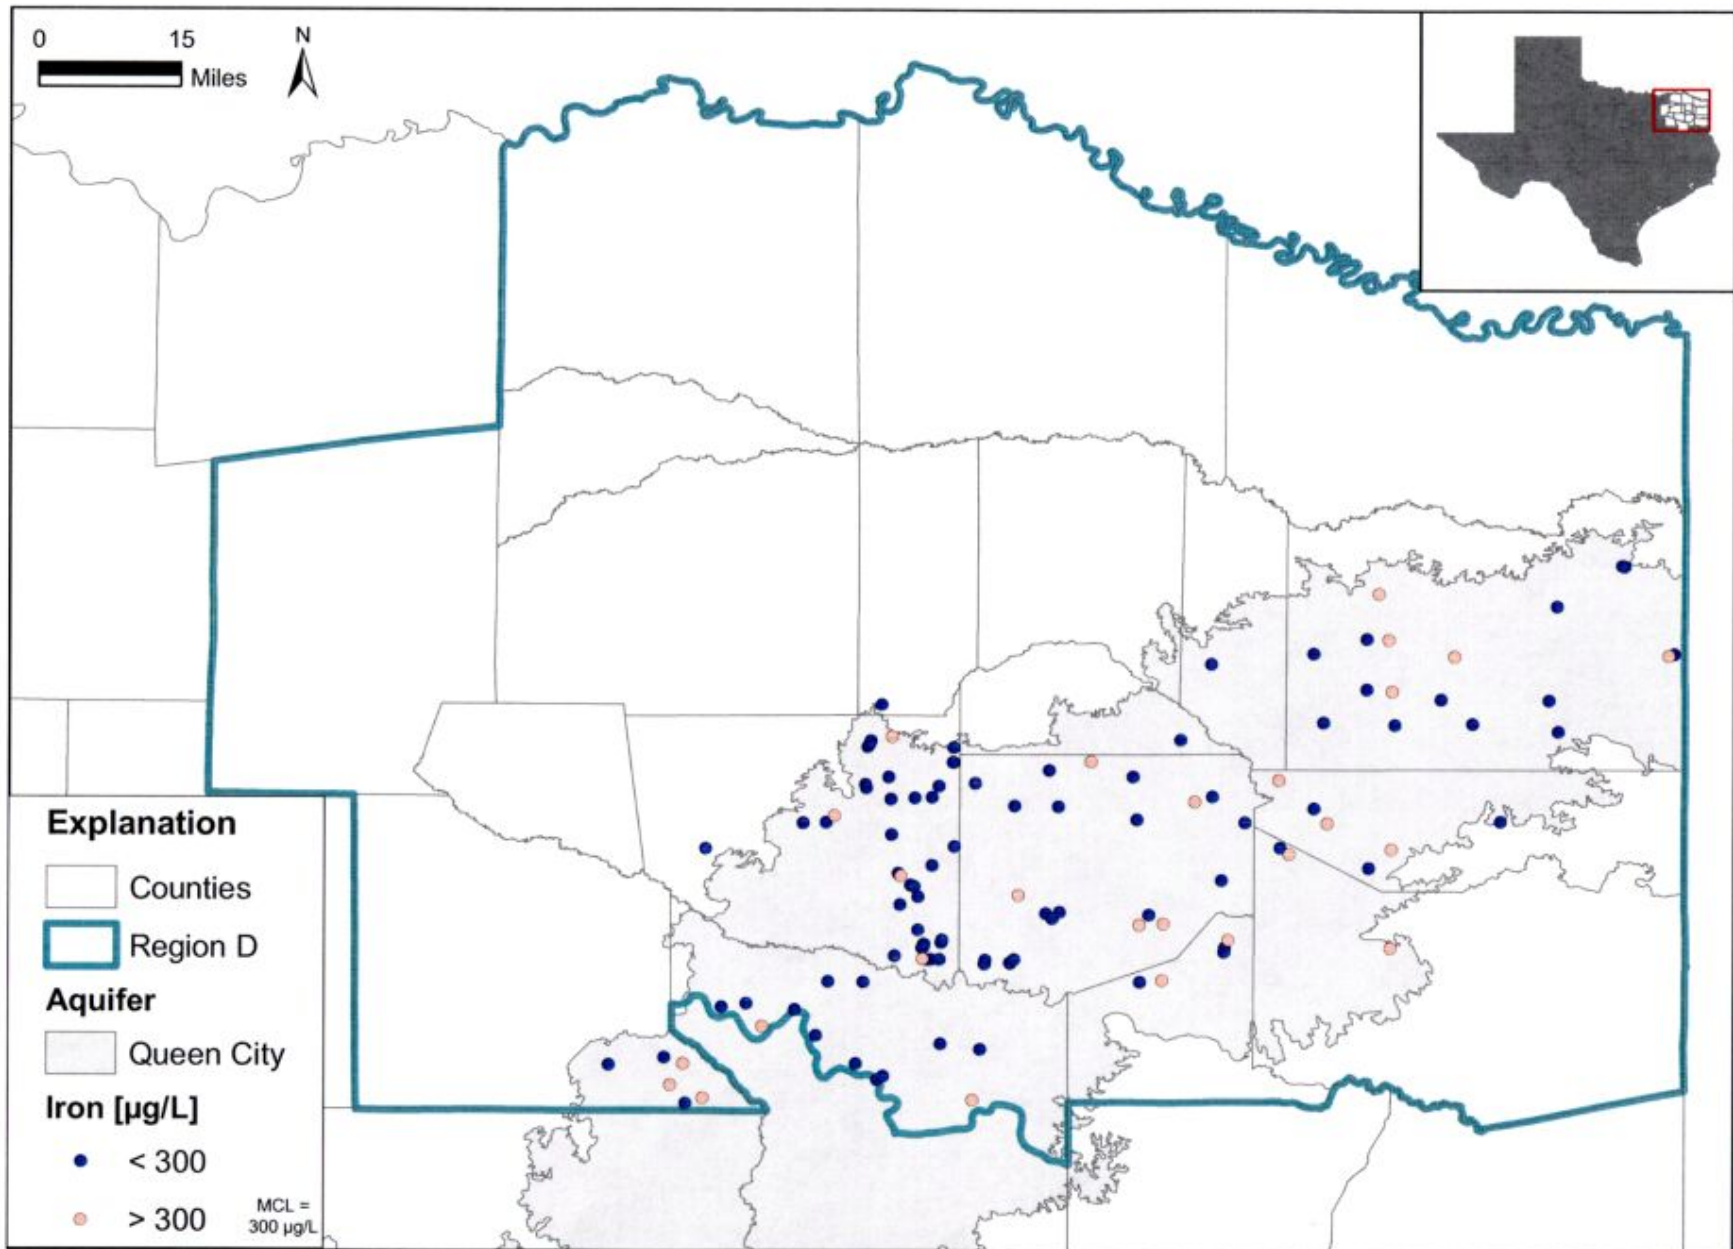 0 15
Miles
N
Explanation
Counties
Region D
Aquifer
Queen City
Iron [µg/L]
< 300
> 300
MCL =
300 µg/L